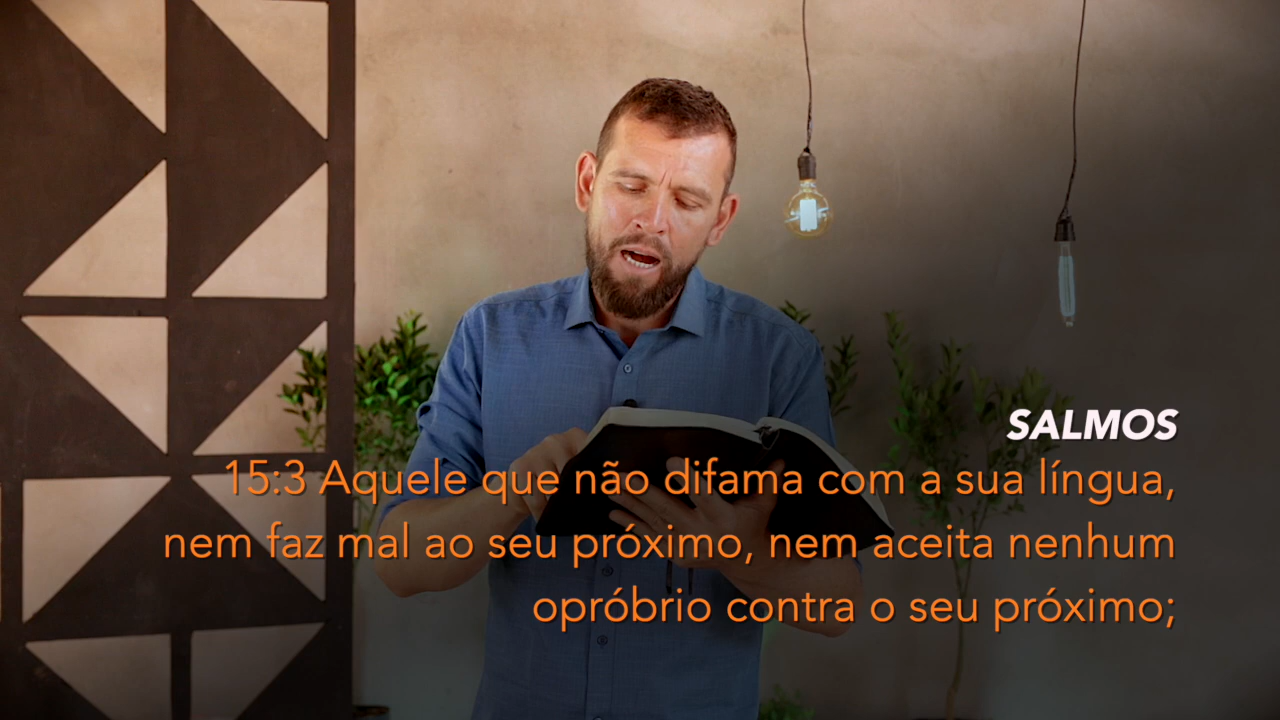 SALMOS
15:3 Aquele que não difama com a sua língua,
nem faz mal ao seu próximo, nem aceita nenhum
opróbrio contra o seu próximo;